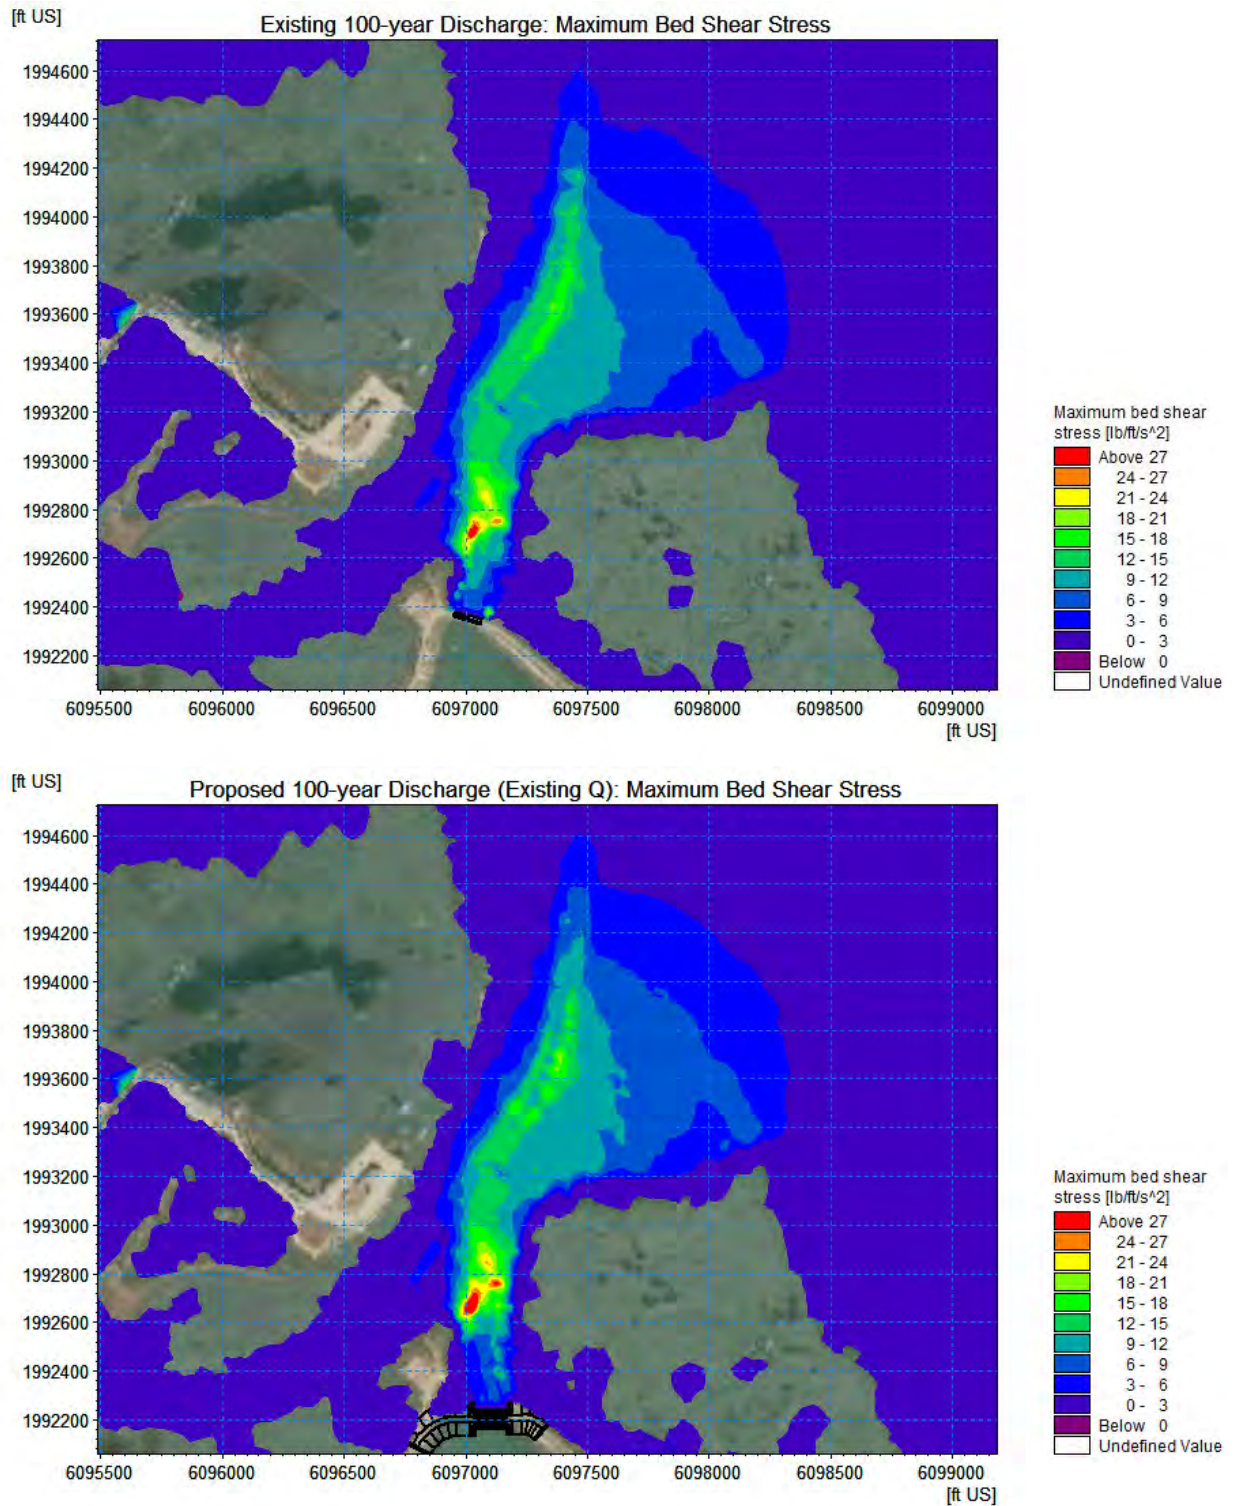 [ft US]
Existing 100-year Discharge: Maximum Bed Shear Stress
1994600
1994400
1994200
1994000
1993800
1993600
1993400
1993200
1993000
1992800
1992600
1992400
1992200
6095500 6096000 6096500 6097000 6097500 6098000 6098500 6099000
[ft US]
Maximum bed shear
stress [lb/ft/s^2]
Above 27
24 - 27
21 - 24
18 - 21
15 - 18
12 - 15
9 - 12
6 - 9
3 - 6
0 - 3
Below 0
Undefined Value
[ft US]
Proposed 100-year Discharge (Existing Q): Maximum Bed Shear Stress
1994600
1994400
1994200
1994000
1993800
1993600
1993400
1993200
1993000
1992800
1992600
1992400
1992200
6095500 6096000 6096500 6097000 6097500 6098000 6098500 6099000
[ft US]
Maximum bed shear
stress [lb/ft/s^2]
Above 27
24 - 27
21 - 24
18 - 21
15 - 18
12 - 15
9 - 12
6 - 9
3 - 6
0 - 3
Below 0
Undefined Value